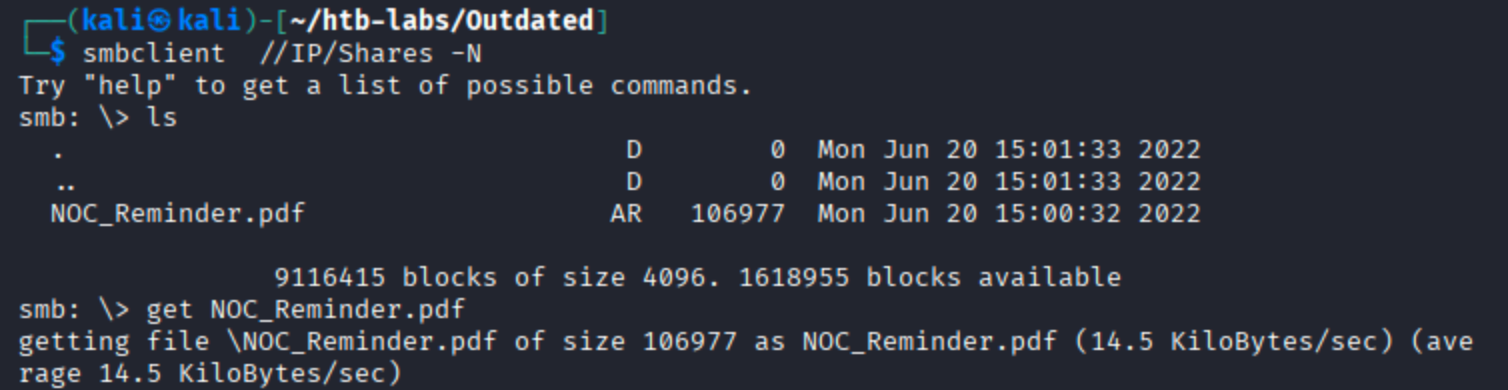 ┌──(kali㉿kali)-[~/htb-labs/Outdated]
└─$ smbclient  //IP/Shares -N
Try "help" to get a list of possible commands.
smb: \> ls
  .                                   D        0  Mon Jun 20 15:01:33 2022
  ..                                  D        0  Mon Jun 20 15:01:33 2022
  NOC_Reminder.pdf                   AR   106977  Mon Jun 20 15:00:32 2022
                9116415 blocks of size 4096. 1618955 blocks available
smb: \> get NOC_Reminder.pdf
getting file \NOC_Reminder.pdf of size 106977 as NOC_Reminder.pdf (14.5 KiloBytes/sec) (ave
rage 14.5 KiloBytes/sec)